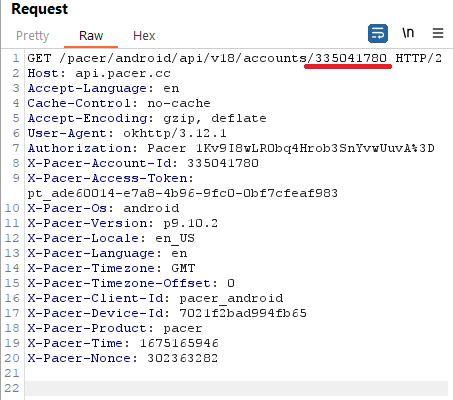 Request
Pretty Raw Hex \n
1 GET /pacer/android/api/v18/accounts/335041780 HTTP/2
2 Host: api.pacer.cc
3 Accept-Language: en
4 Cache-Control: no-cache
5 Accept-Encoding: gzip, deflate
6 User-Agent: okhttp/3.12.1
7 Authorization: Pacer 1Kv9I8wLR0bq4Hrob3SnYvwUuvA%3D
8 X-Pacer-Account-Id: 335041780
9 X-Pacer-Access-Token:
pt_ade60014-e7a8-4b96-9fc0-0bf7cfeaf983
10 X-Pacer-Os: android
11 X-Pacer-Version: p9.10.2
12 X-Pacer-Locale: en_US
13 X-Pacer-Language: en
14 X-Pacer-Timezone: GMT
15 X-Pacer-Timezone-Offset: 0
16 X-Pacer-Client-Id: pacer_android
17 X-Pacer-Device-Id: 7021f2bad994fb65
18 X-Pacer-Product: pacer
19 X-Pacer-Time: 1675165946
20 X-Pacer-Nonce: 302363282
21
22